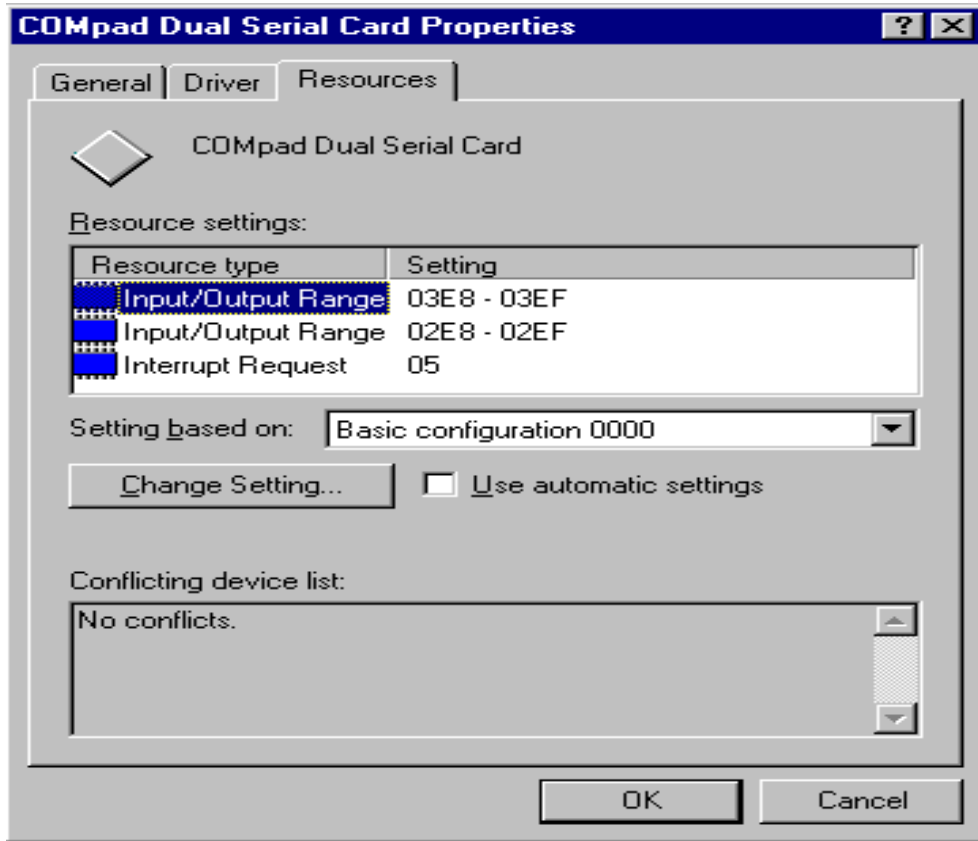 COMpad Dual Serial Card Properties
General Driver Resources
COMpad Dual Serial Card
Resource settings:
Resource type Setting
Input/Output Range 03E8 - 03EF
Input/Output Range 02E8 - 02EF
Interrupt Request 05
Setting based on: Basic configuration 0000
Change Setting... Use automatic settings
Conflicting device list:
No conflicts.
OK Cancel